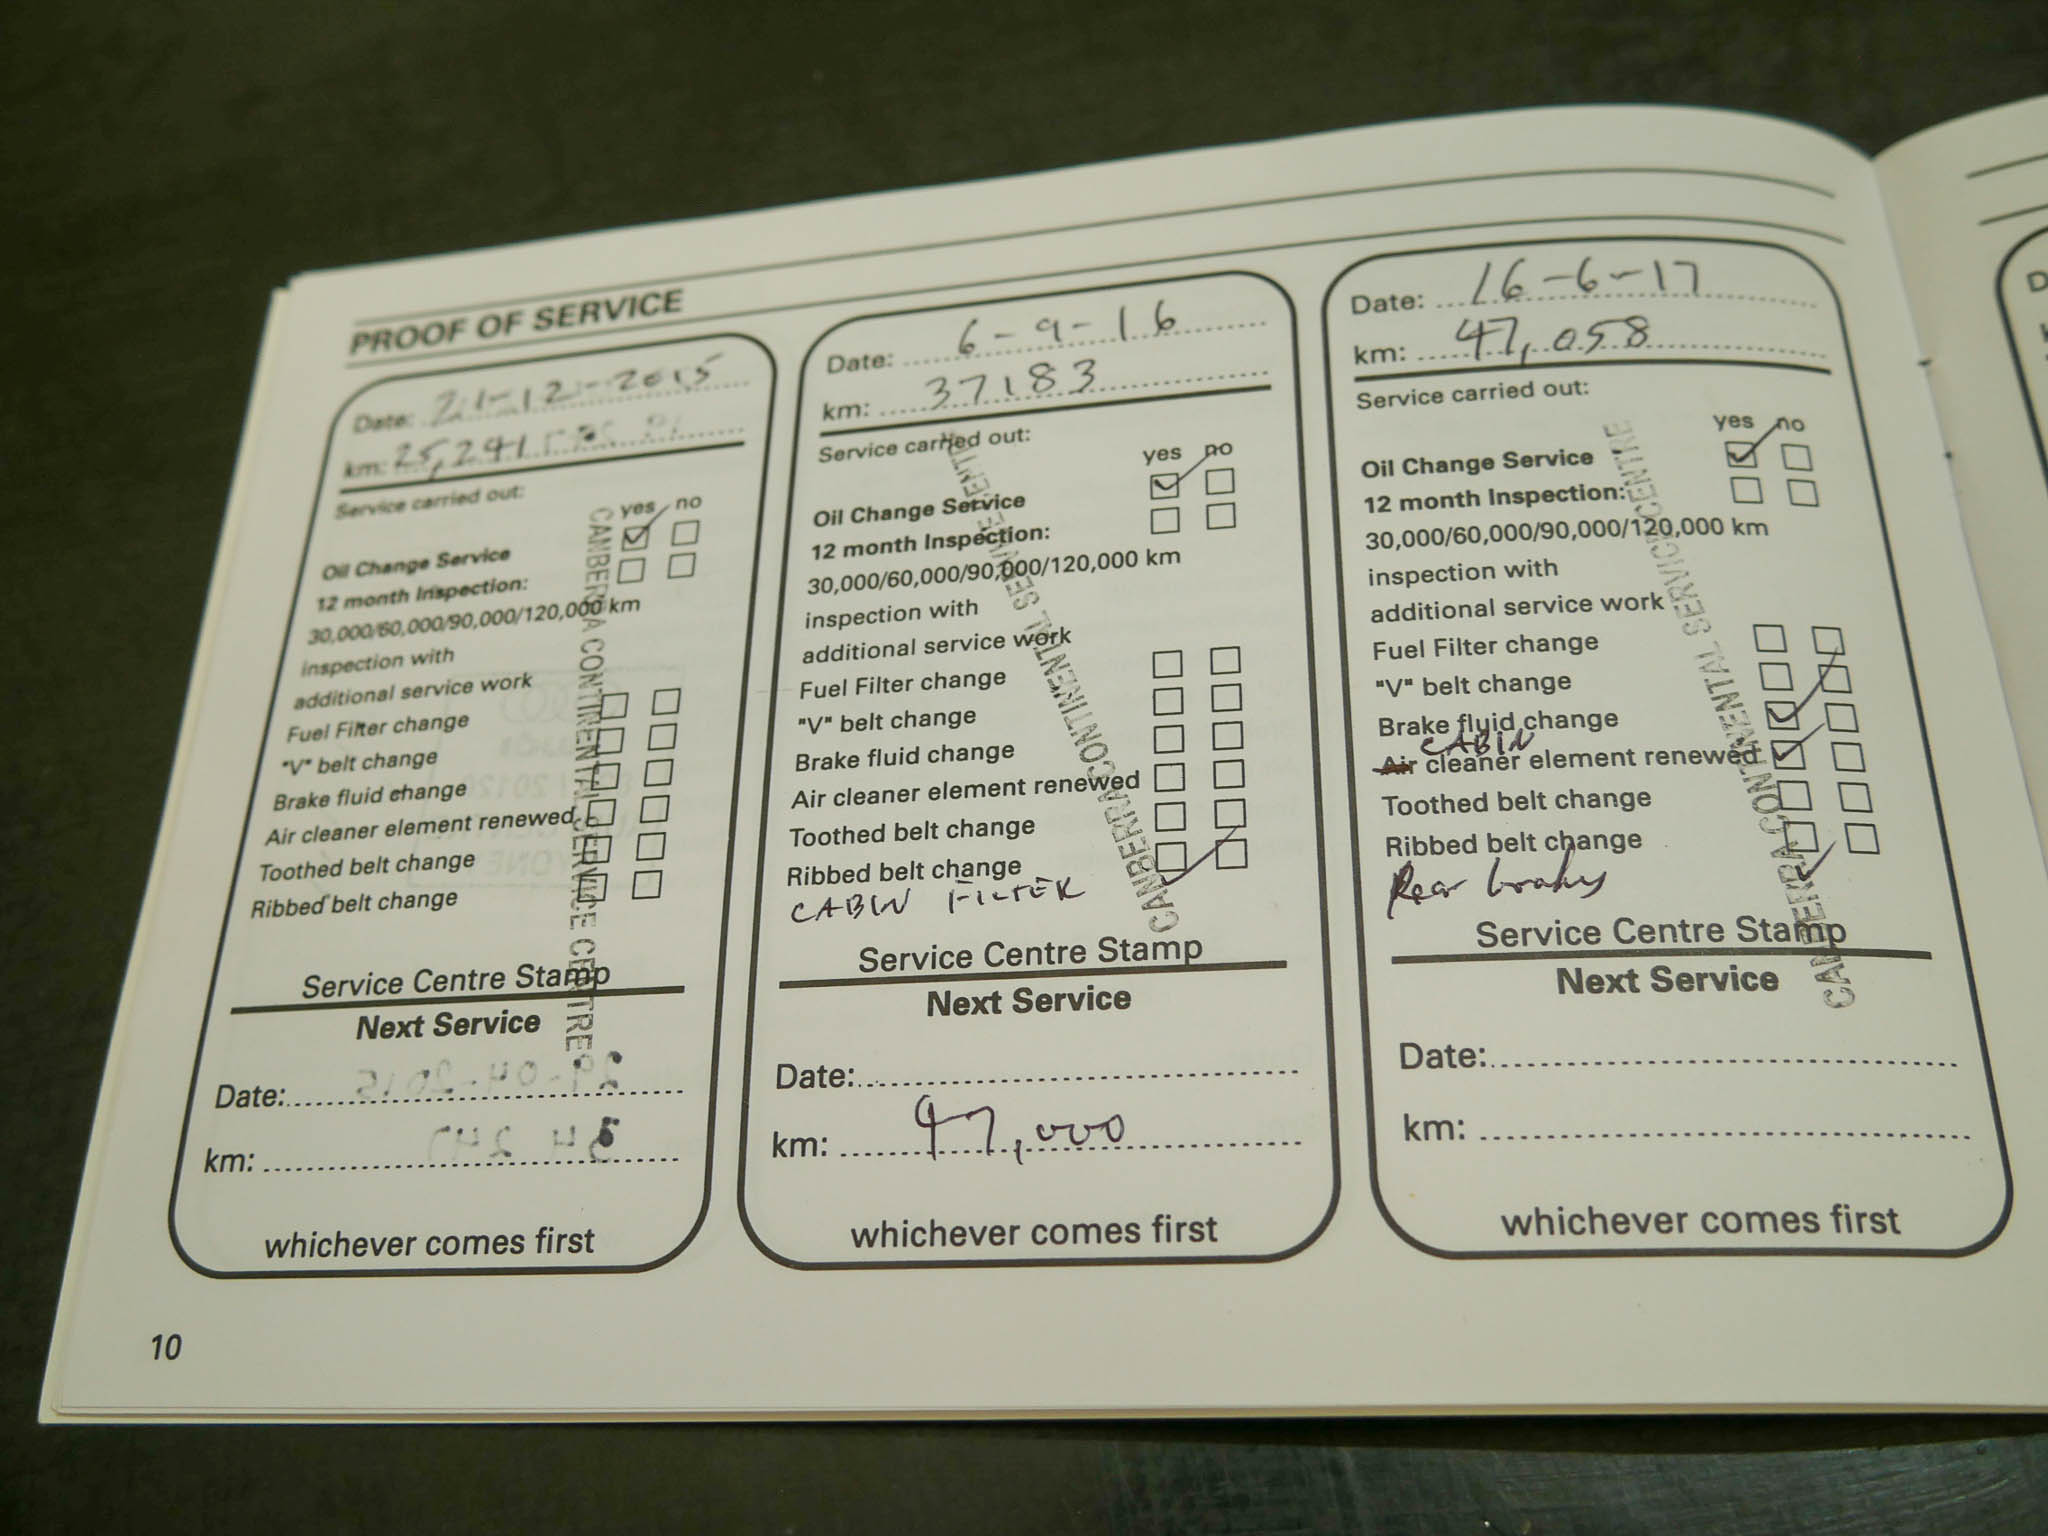 PROOF OF SERVICE
Date: 21-12-2015
km: 25,241
Service carried out:
yes no
Oil Change Service
12 month Inspection:
30,000/60,000/90,000/120,000 km
inspection with
additional service work
Fuel Filter change
"V" belt change
Brake fluid change
Air cleaner element renewed
Toothed belt change
Ribbed belt change
CANBERRA CONTINENTAL SERVICE CENTRE
Service Centre Stamp
Next Service
Date:
km:
whichever comes first
Date: 6-9-16
km: 37183
Service carried out:
yes no
Oil Change Service
12 month Inspection:
30,000/60,000/90,000/120,000 km
inspection with
additional service work
Fuel Filter change
"V" belt change
Brake fluid change
Air cleaner element renewed
Toothed belt change
Ribbed belt change
CABIN FILTER
CANBERRA CONTINENTAL SERVICE CENTRE
Service Centre Stamp
Next Service
Date:
km: 47,000
whichever comes first
Date: 16-6-17
km: 47,058
Service carried out:
yes no
Oil Change Service
12 month Inspection:
30,000/60,000/90,000/120,000 km
inspection with
additional service work
Fuel Filter change
"V" belt change
Brake fluid change
CABIN
Air cleaner element renewed
Toothed belt change
Ribbed belt change
Rear brakes
CANBERRA CONTINENTAL SERVICE CENTRE
Service Centre Stamp
Next Service
Date:
km:
whichever comes first
10